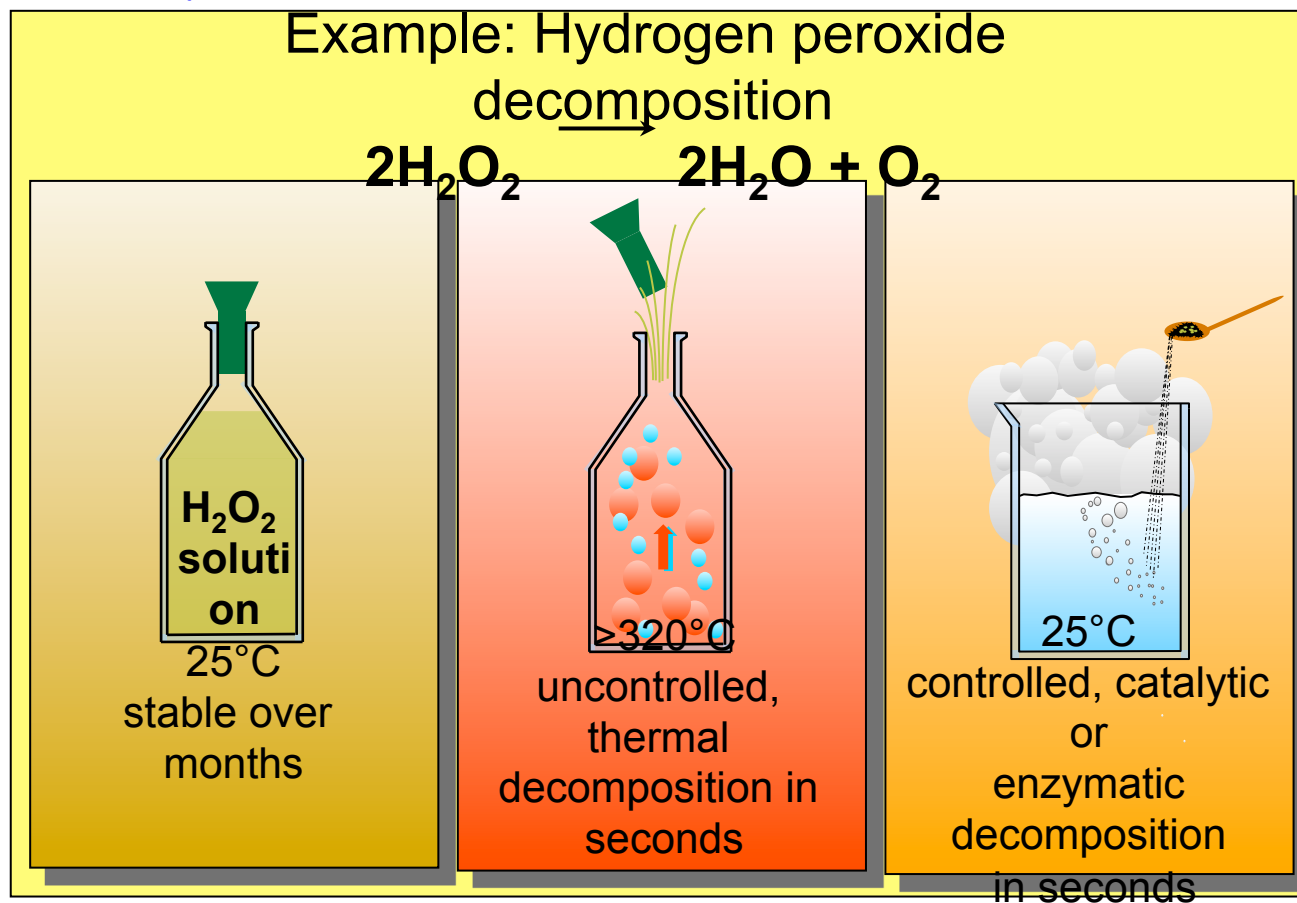 Example: Hydrogen peroxide
decomposition
2H₂O₂ → 2H₂O + O₂
H₂O₂
soluti
on
25°C
stable over
months
>320°C
uncontrolled,
thermal
decomposition in
seconds
25°C
controlled, catalytic
or
enzymatic
decomposition
in seconds